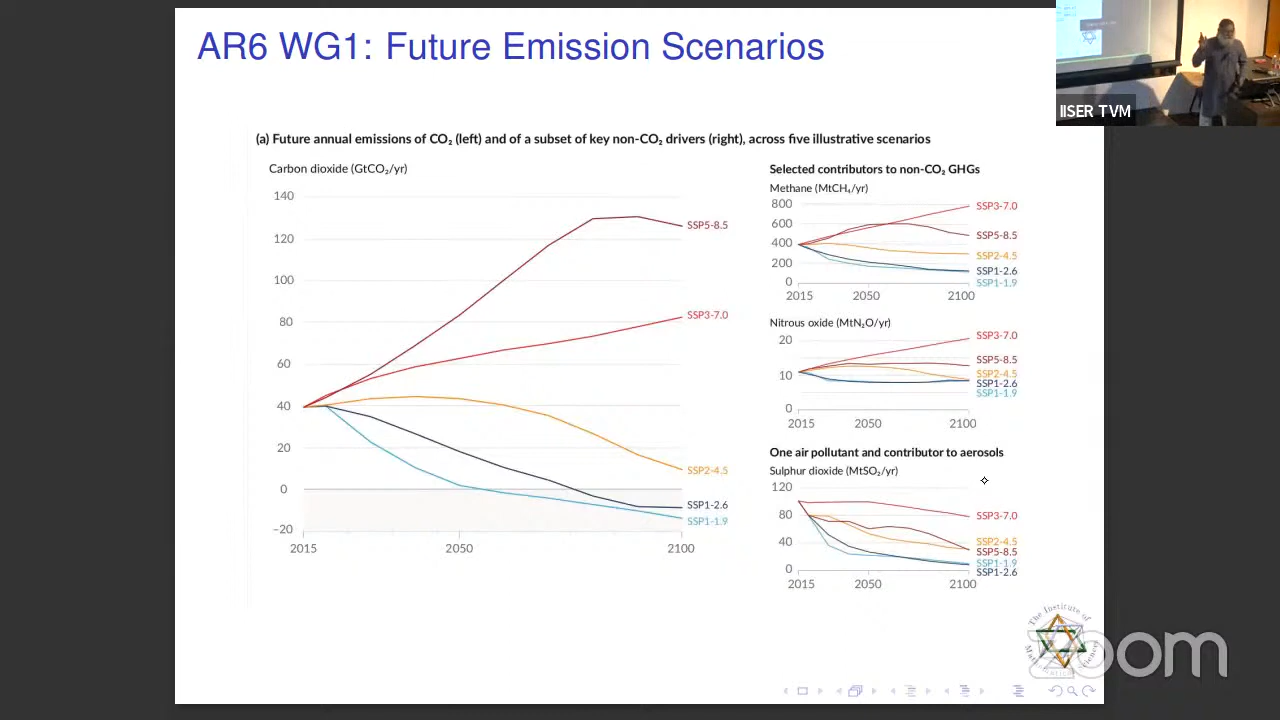 AR6 WG1: Future Emission Scenarios
IISER TVM
(a) Future annual emissions of CO₂ (left) and of a subset of key non-CO₂ drivers (right), across five illustrative scenarios
Carbon dioxide (GtCO₂/yr)
140
120
100
80
60
40
20
0
−20
2015
2050
2100
SSP5-8.5
SSP3-7.0
SSP2-4.5
SSP1-2.6
SSP1-1.9
Selected contributors to non-CO₂ GHGs
Methane (MtCH₄/yr)
800
600
400
200
0
2015
2050
2100
SSP3-7.0
SSP5-8.5
SSP2-4.5
SSP1-2.6
SSP1-1.9
Nitrous oxide (MtN₂O/yr)
20
10
0
2015
2050
2100
SSP3-7.0
SSP5-8.5
SSP2-4.5
SSP1-2.6
SSP1-1.9
One air pollutant and contributor to aerosols
Sulphur dioxide (MtSO₂/yr)
120
80
40
0
2015
2050
2100
SSP3-7.0
SSP2-4.5
SSP5-8.5
SSP1-1.9
SSP1-2.6
The Institute of
Mathematical Sciences
zoom